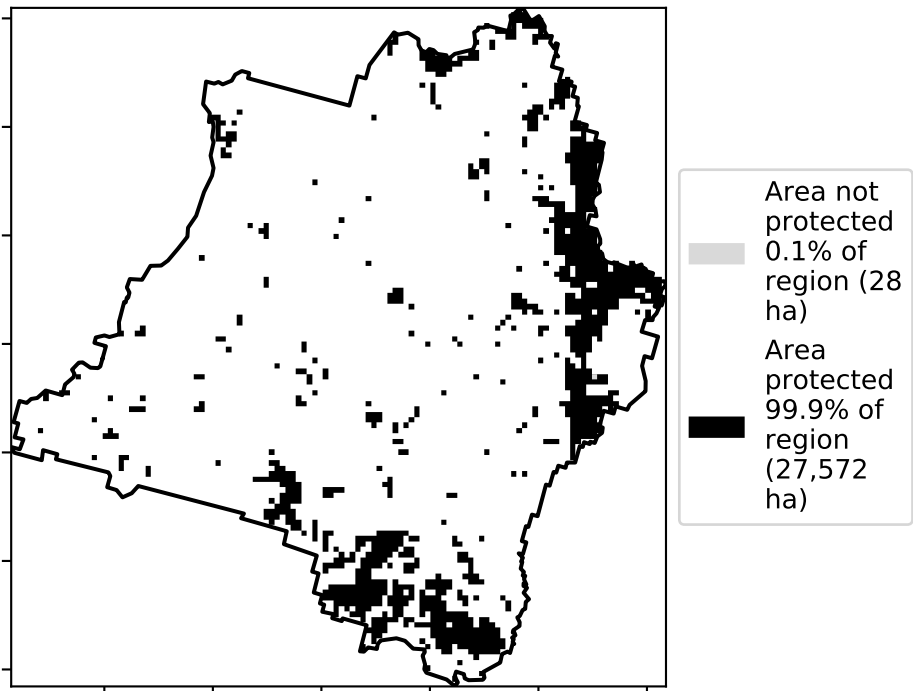 Area not
protected
0.1% of
region (28
ha)
Area
protected
99.9% of
region
(27,572
ha)